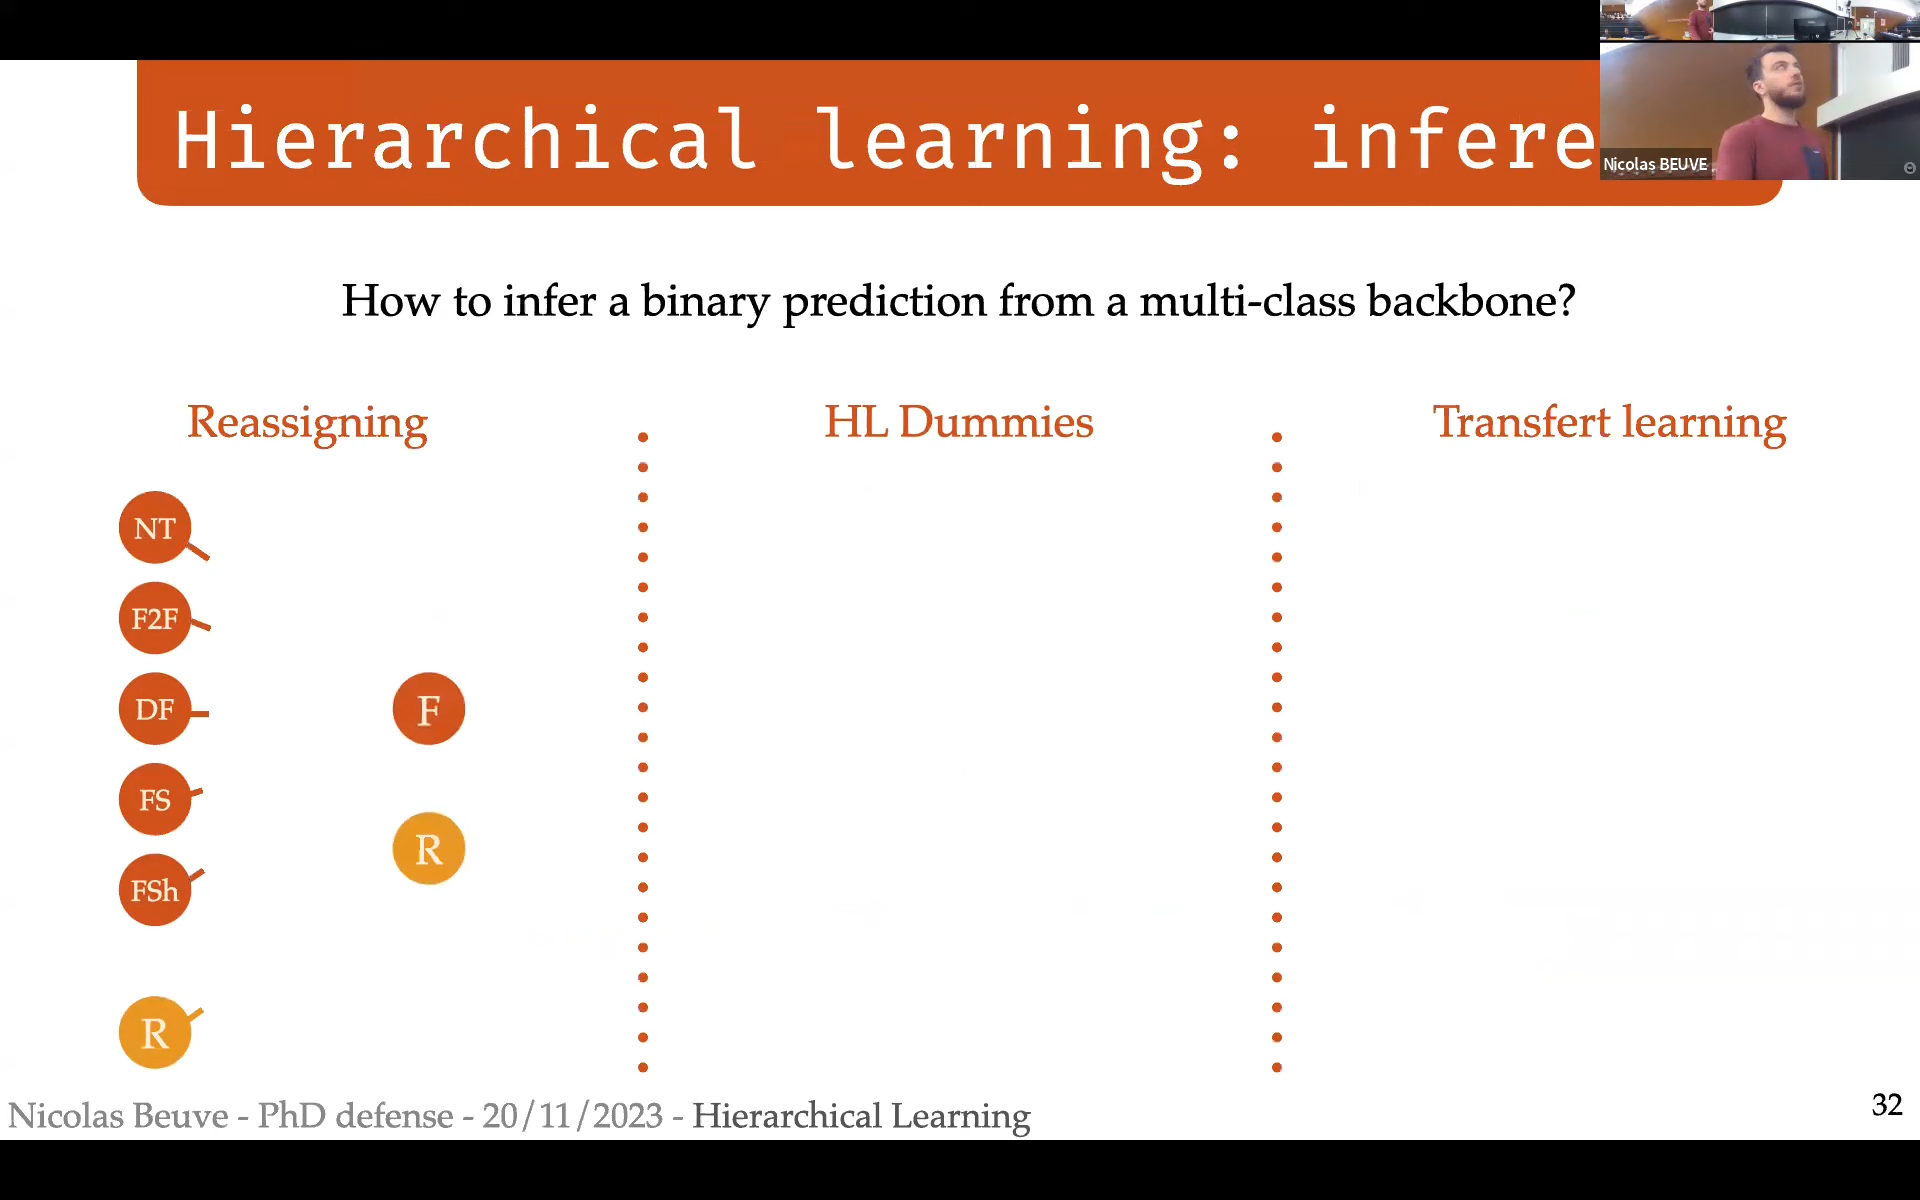 Hierarchical learning: infere
Nicolas BEUVE
How to infer a binary prediction from a multi-class backbone?
Reassigning
HL Dummies
Transfert learning
NT
F2F
DF
FS
FSh
R
F
R
Nicolas Beuve - PhD defense - 20/11/2023 - Hierarchical Learning
32